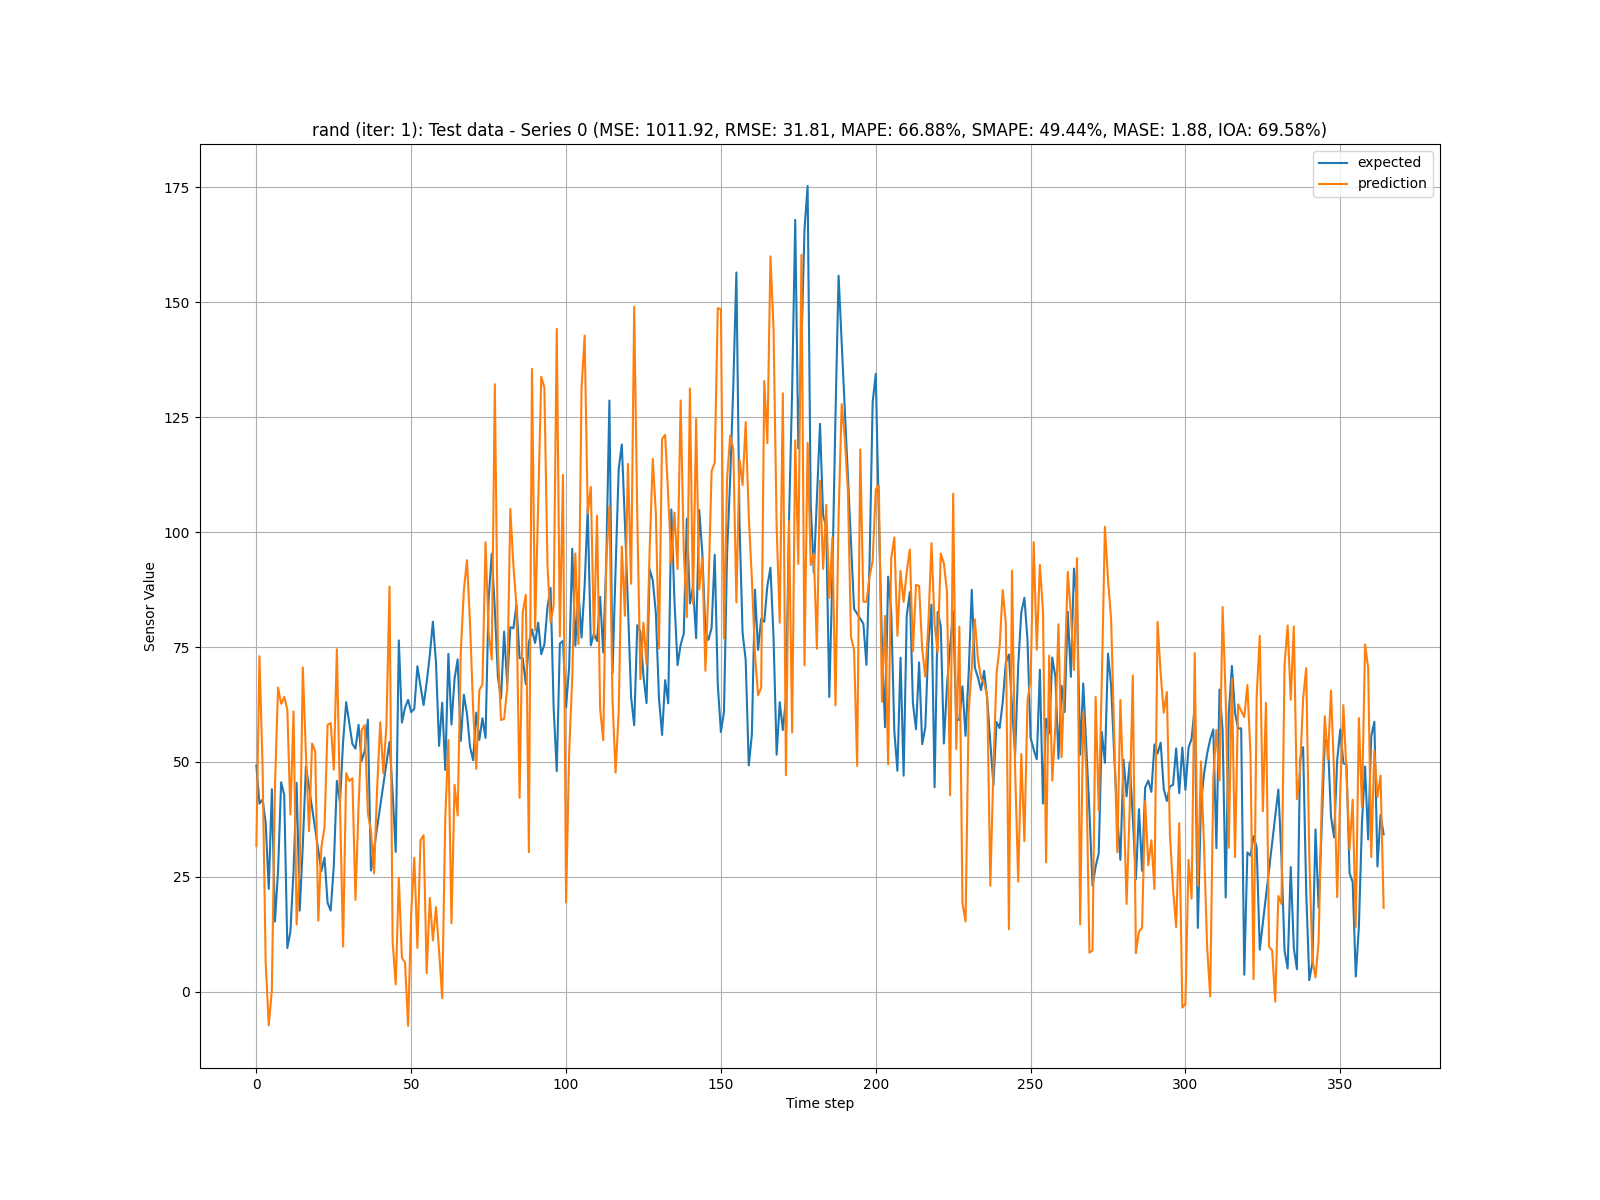 rand (iter: 1): Test data - Series 0 (MSE: 1011.92, RMSE: 31.81, MAPE: 66.88%, SMAPE: 49.44%, MASE: 1.88, IOA: 69.58%)
expected
prediction
175
150
125
100
75
50
25
0
Sensor Value
0 50 100 150 200 250 300 350
Time step